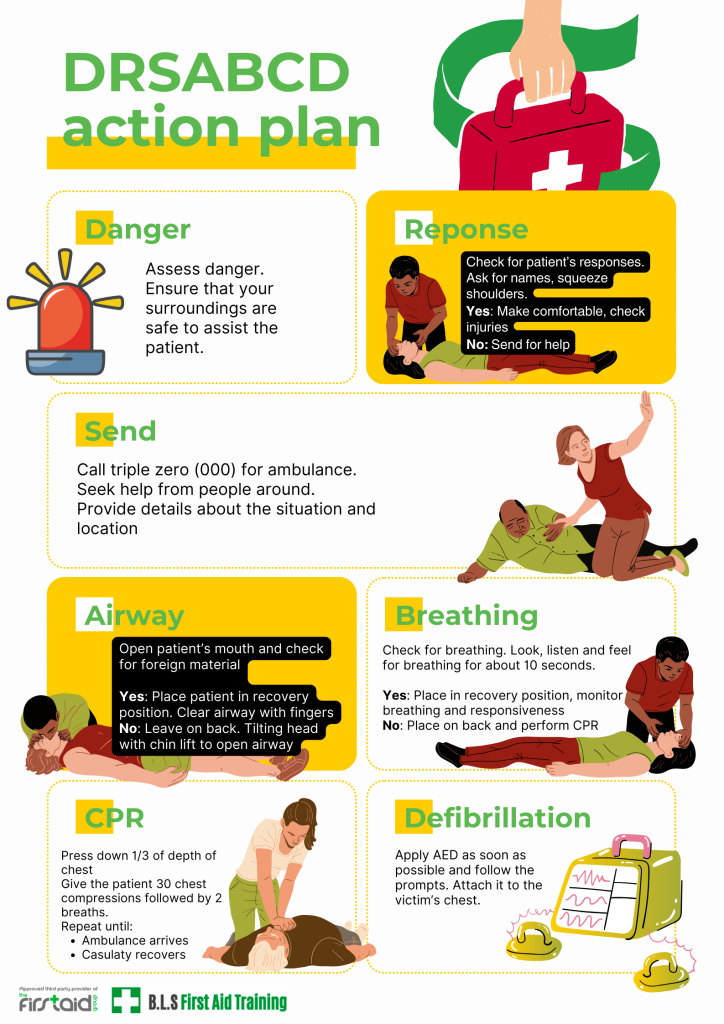 DRSABCD
action plan
Danger
Assess danger.
Ensure that your
surroundings are
safe to assist the
patient.
Reponse
Check for patient's responses.
Ask for names, squeeze
shoulders.
Yes: Make comfortable, check
injuries
No: Send for help
Send
Call triple zero (000) for ambulance.
Seek help from people around.
Provide details about the situation and
location
Airway
Open patient's mouth and check
for foreign material
Yes: Place patient in recovery
position. Clear airway with fingers
No: Leave on back. Tilting head
with chin lift to open airway
Breathing
Check for breathing. Look, listen and feel
for breathing for about 10 seconds.
Yes: Place in recovery position, monitor
breathing and responsiveness
No: Place on back and perform CPR
CPR
Press down 1/3 of depth of
chest
Give the patient 30 chest
compressions followed by 2
breaths.
Repeat until:
• Ambulance arrives
• Casulaty recovers
Defibrillation
Apply AED as soon as
possible and follow the
prompts. Attach it to the
victim's chest.
Approved third party provider of
the
firstaid
group
B.L.S First Aid Training